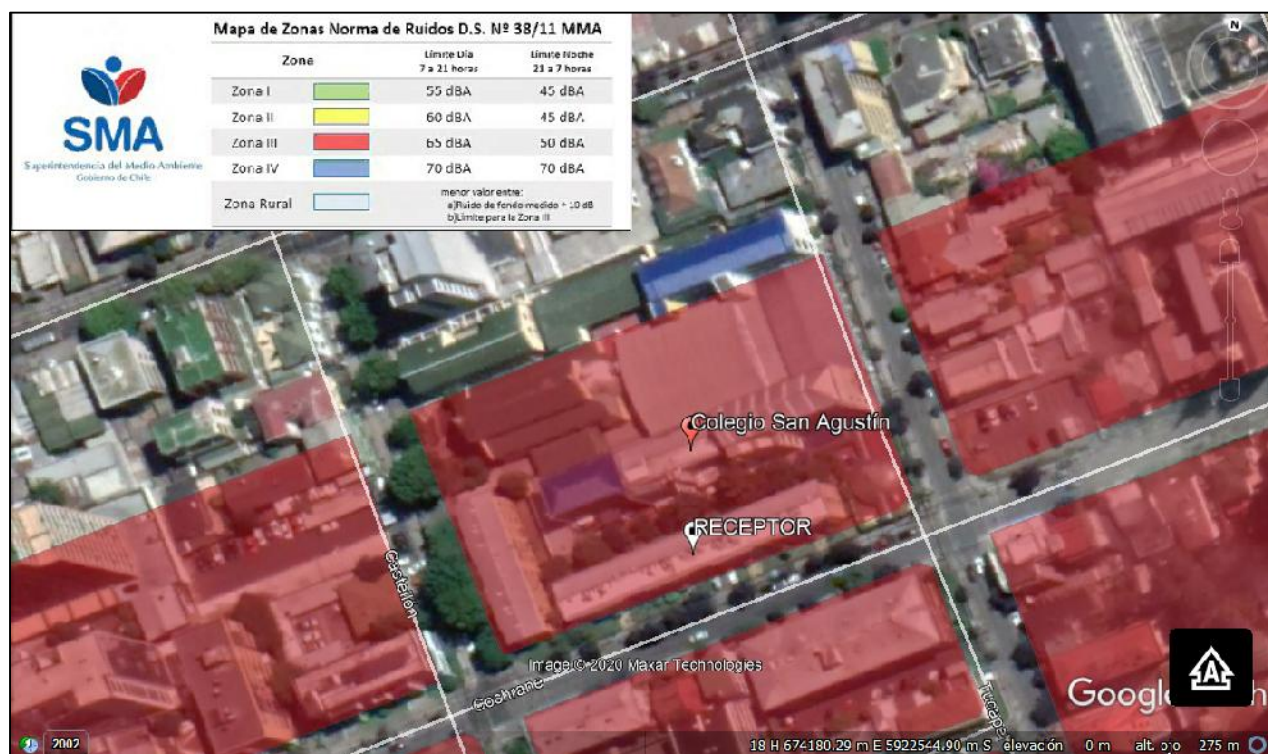 Mapa de Zonas Norma de Ruidos D.S. Nº 38/11 MMA
Zona
Límite Día
7 a 21 horas
Límite Noche
21 a 7 horas
Zona I 55 dBA 45 dBA
Zona II 60 dBA 45 dBA
Zona III 65 dBA 50 dBA
Zona IV 70 dBA 70 dBA
Zona Rural
menor valor entre:
a)Ruido de fondo medido + 10 dB
b)Límite para la Zona III
SMA
Superintendencia del Medio Ambiente
Gobierno de Chile
N
Colegio San Agustín
RECEPTOR
Castellón
Image © 2020 Maxar Technologies
Cochrane
Tucape
A
Google
2002
18 H 674180.29 m E 5922544.90 m S elevación 0 m alt. ojo 275 m